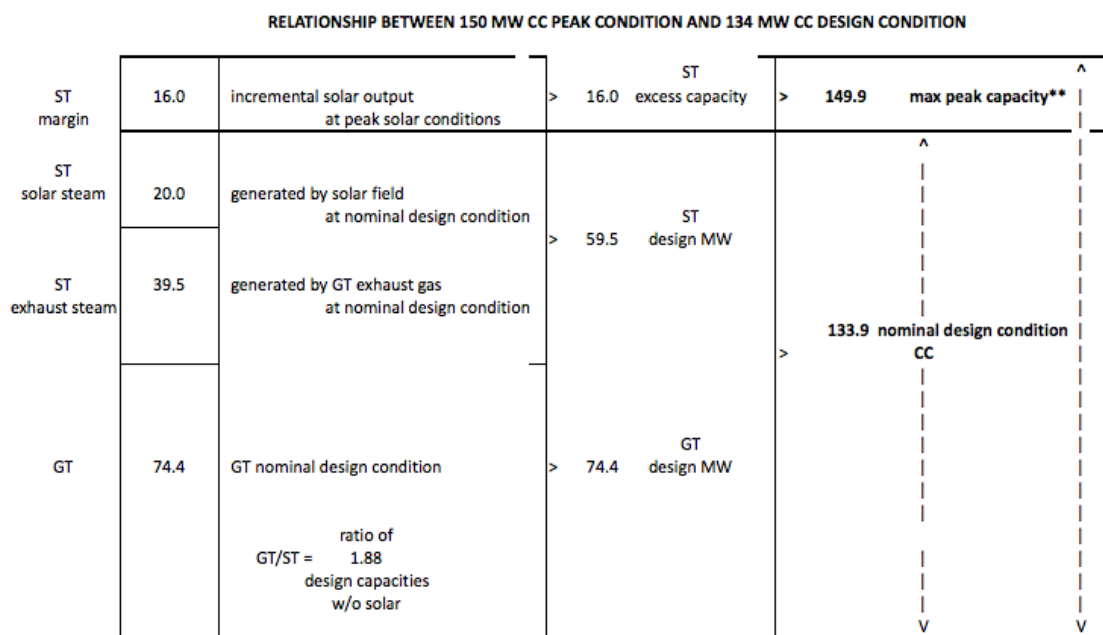 RELATIONSHIP BETWEEN 150 MW CC PEAK CONDITION AND 134 MW CC DESIGN CONDITION
ST
margin
16.0
incremental solar output
at peak solar conditions
> 16.0
ST
excess capacity
> 149.9 max peak capacity**
ST
solar steam
20.0
generated by solar field
at nominal design condition
> 59.5
ST
design MW
ST
exhaust steam
39.5
generated by GT exhaust gas
at nominal design condition
133.9 nominal design condition
> CC
GT
74.4
GT nominal design condition
> 74.4
GT
design MW
ratio of
GT/ST = 1.88
design capacities
w/o solar